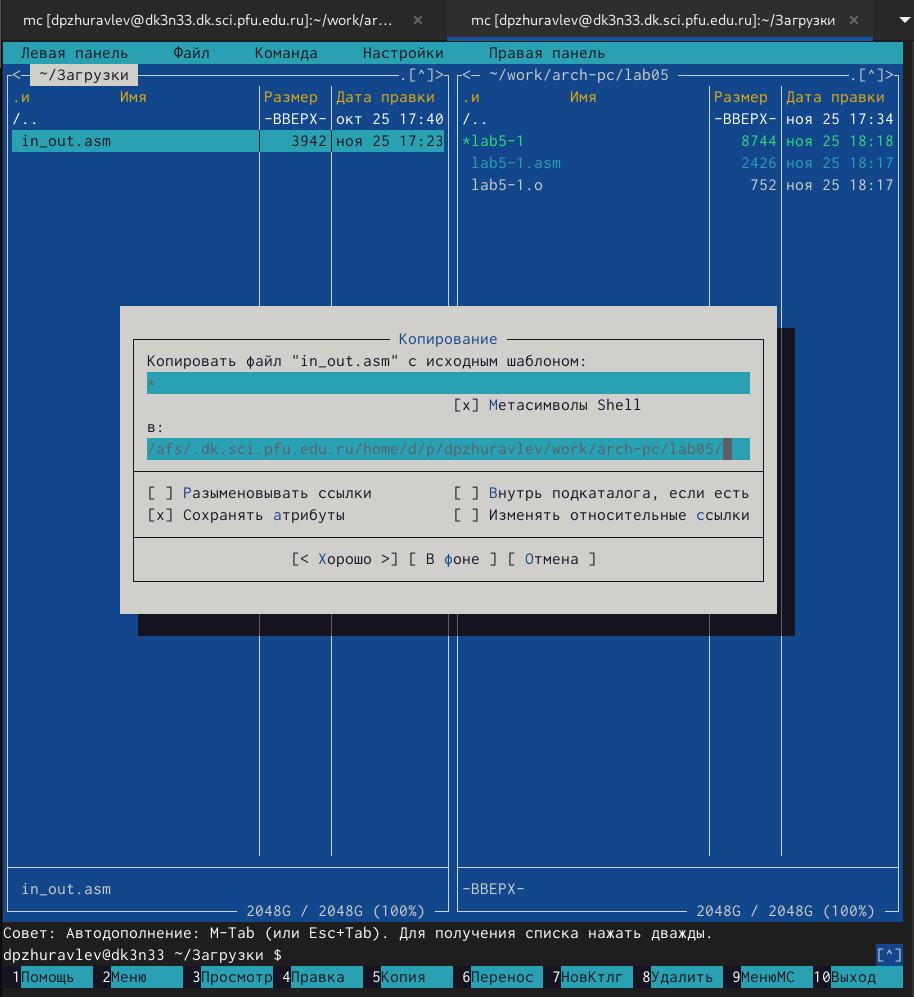 mc [dpzhuravlev@dk3n33.dk.sci.pfu.edu.ru]:~/work/ar... × mc [dpzhuravlev@dk3n33.dk.sci.pfu.edu.ru]:~/Загрузки ×
Левая панель Файл Команда Настройки Правая панель
<─ ~/Загрузки .[^]> <─ ~/work/arch-pc/lab05 .[^]>
.и Имя Размер Дата правки .и Имя Размер Дата правки
/.. -ВВЕРХ- окт 25 17:40 /.. -ВВЕРХ- ноя 25 17:34
in_out.asm 3942 ноя 25 17:23 *lab5-1 8744 ноя 25 18:18
lab5-1.asm 2426 ноя 25 18:17
lab5-1.o 752 ноя 25 18:17
Копирование
Копировать файл "in_out.asm" с исходным шаблоном:
*
[x] Метасимволы Shell
в:
/afs/.dk.sci.pfu.edu.ru/home/d/p/dpzhuravlev/work/arch-pc/lab05/
[ ] Разыменовывать ссылки [ ] Внутрь подкаталога, если есть
[x] Сохранять атрибуты [ ] Изменять относительные ссылки
[< Хорошо >] [ В фоне ] [ Отмена ]
in_out.asm -ВВЕРХ-
2048G / 2048G (100%) 2048G / 2048G (100%)
Совет: Автодополнение: M-Tab (или Esc+Tab). Для получения списка нажать дважды.
dpzhuravlev@dk3n33 ~/Загрузки $ [^]
1Помощь 2Меню 3Просмотр 4Правка 5Копия 6Перенос 7НовКтлг 8Удалить 9МенюМС 10Выход